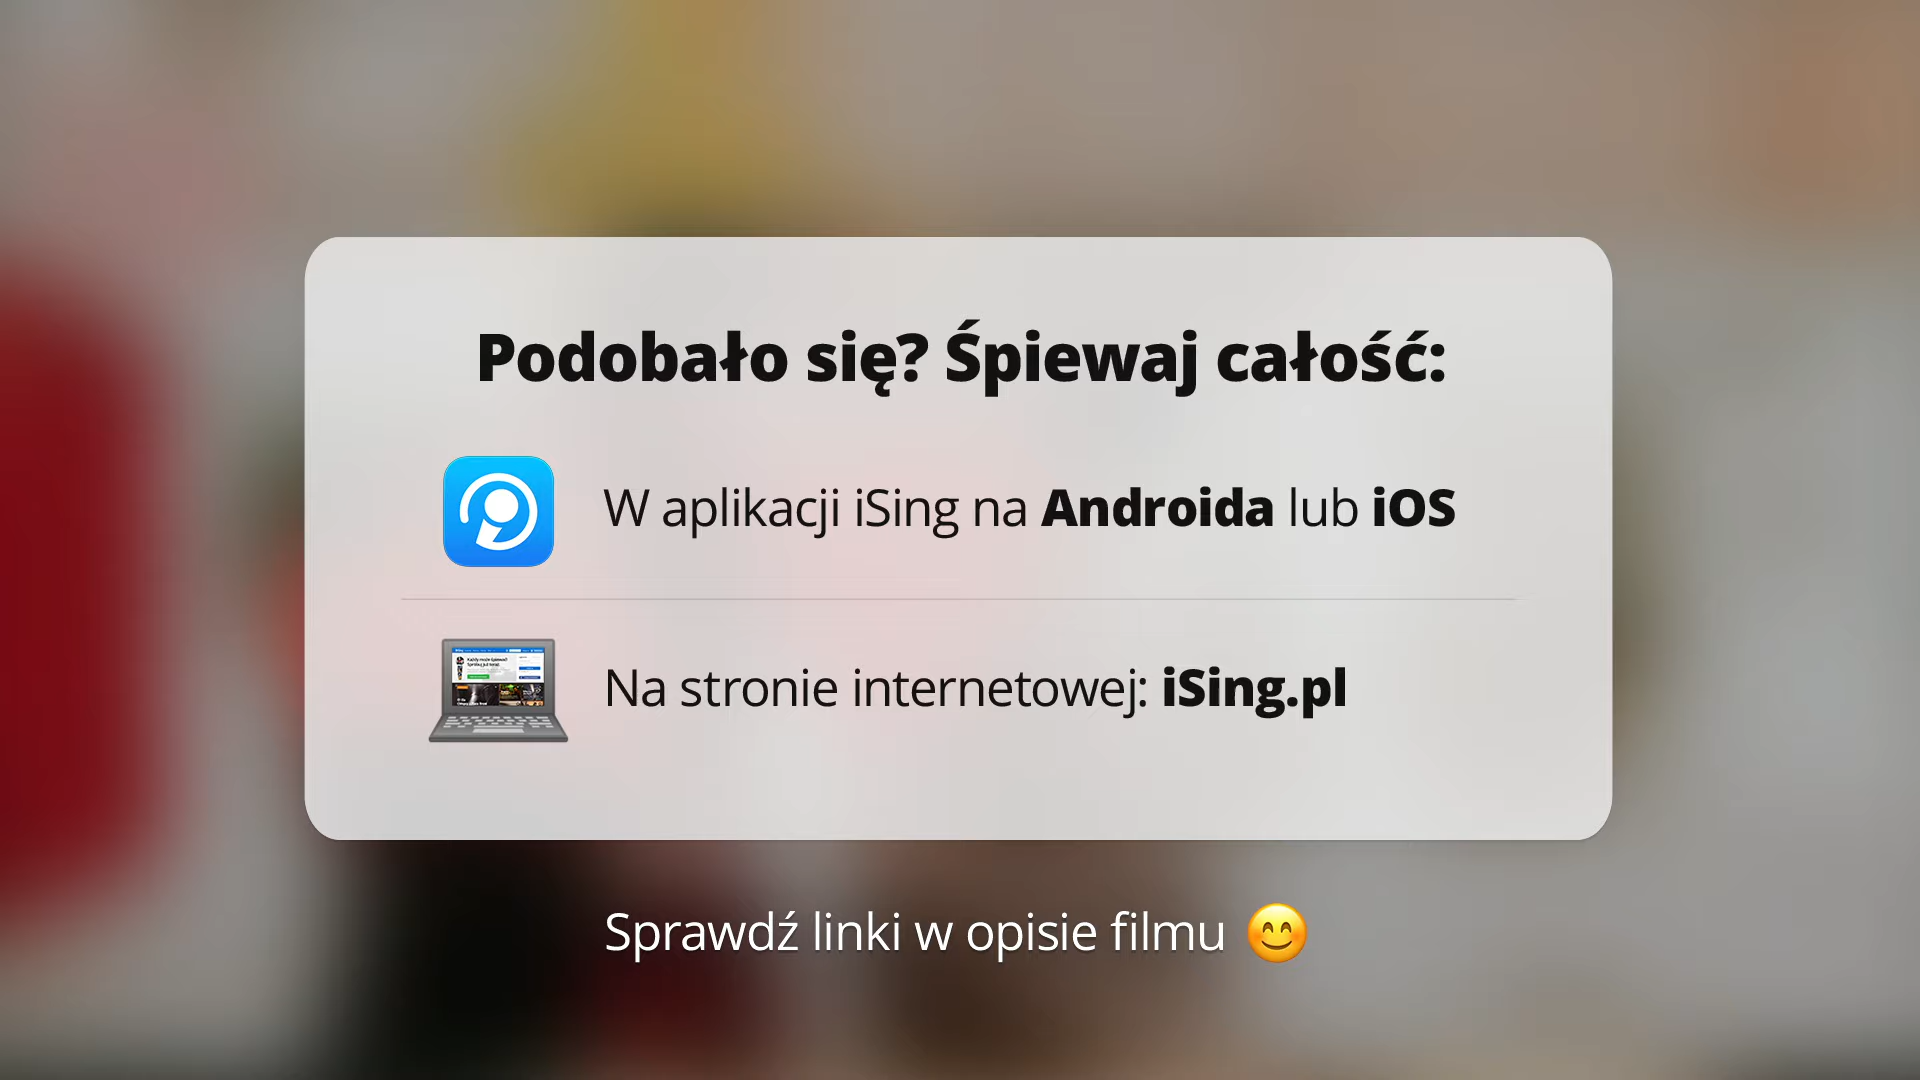 Podobało się? Śpiewaj całość:
W aplikacji iSing na Androida lub iOS
Na stronie internetowej: iSing.pl
Sprawdź linki w opisie filmu 😊